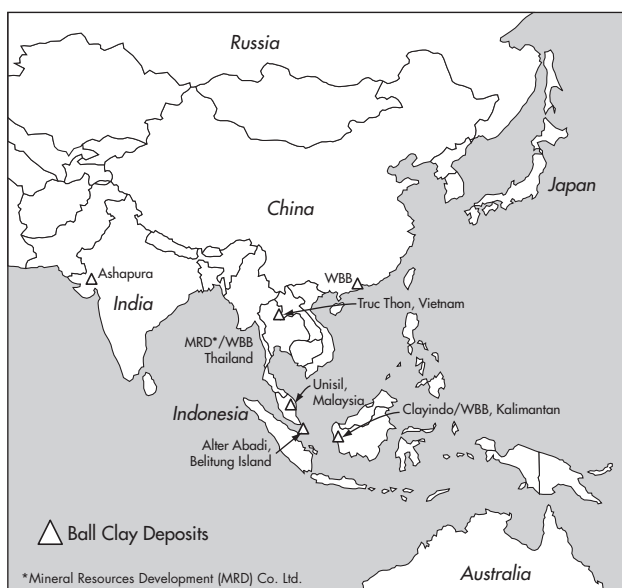 Russia
Japan
China
Ashapura
WBB
India
Truc Thon, Vietnam
MRD*/WBB
Thailand
Unisil,
Malaysia
Indonesia
Clayindo/WBB, Kalimantan
Alter Abadi,
Belitung Island
Ball Clay Deposits
*Mineral Resources Development (MRD) Co. Ltd.
Australia